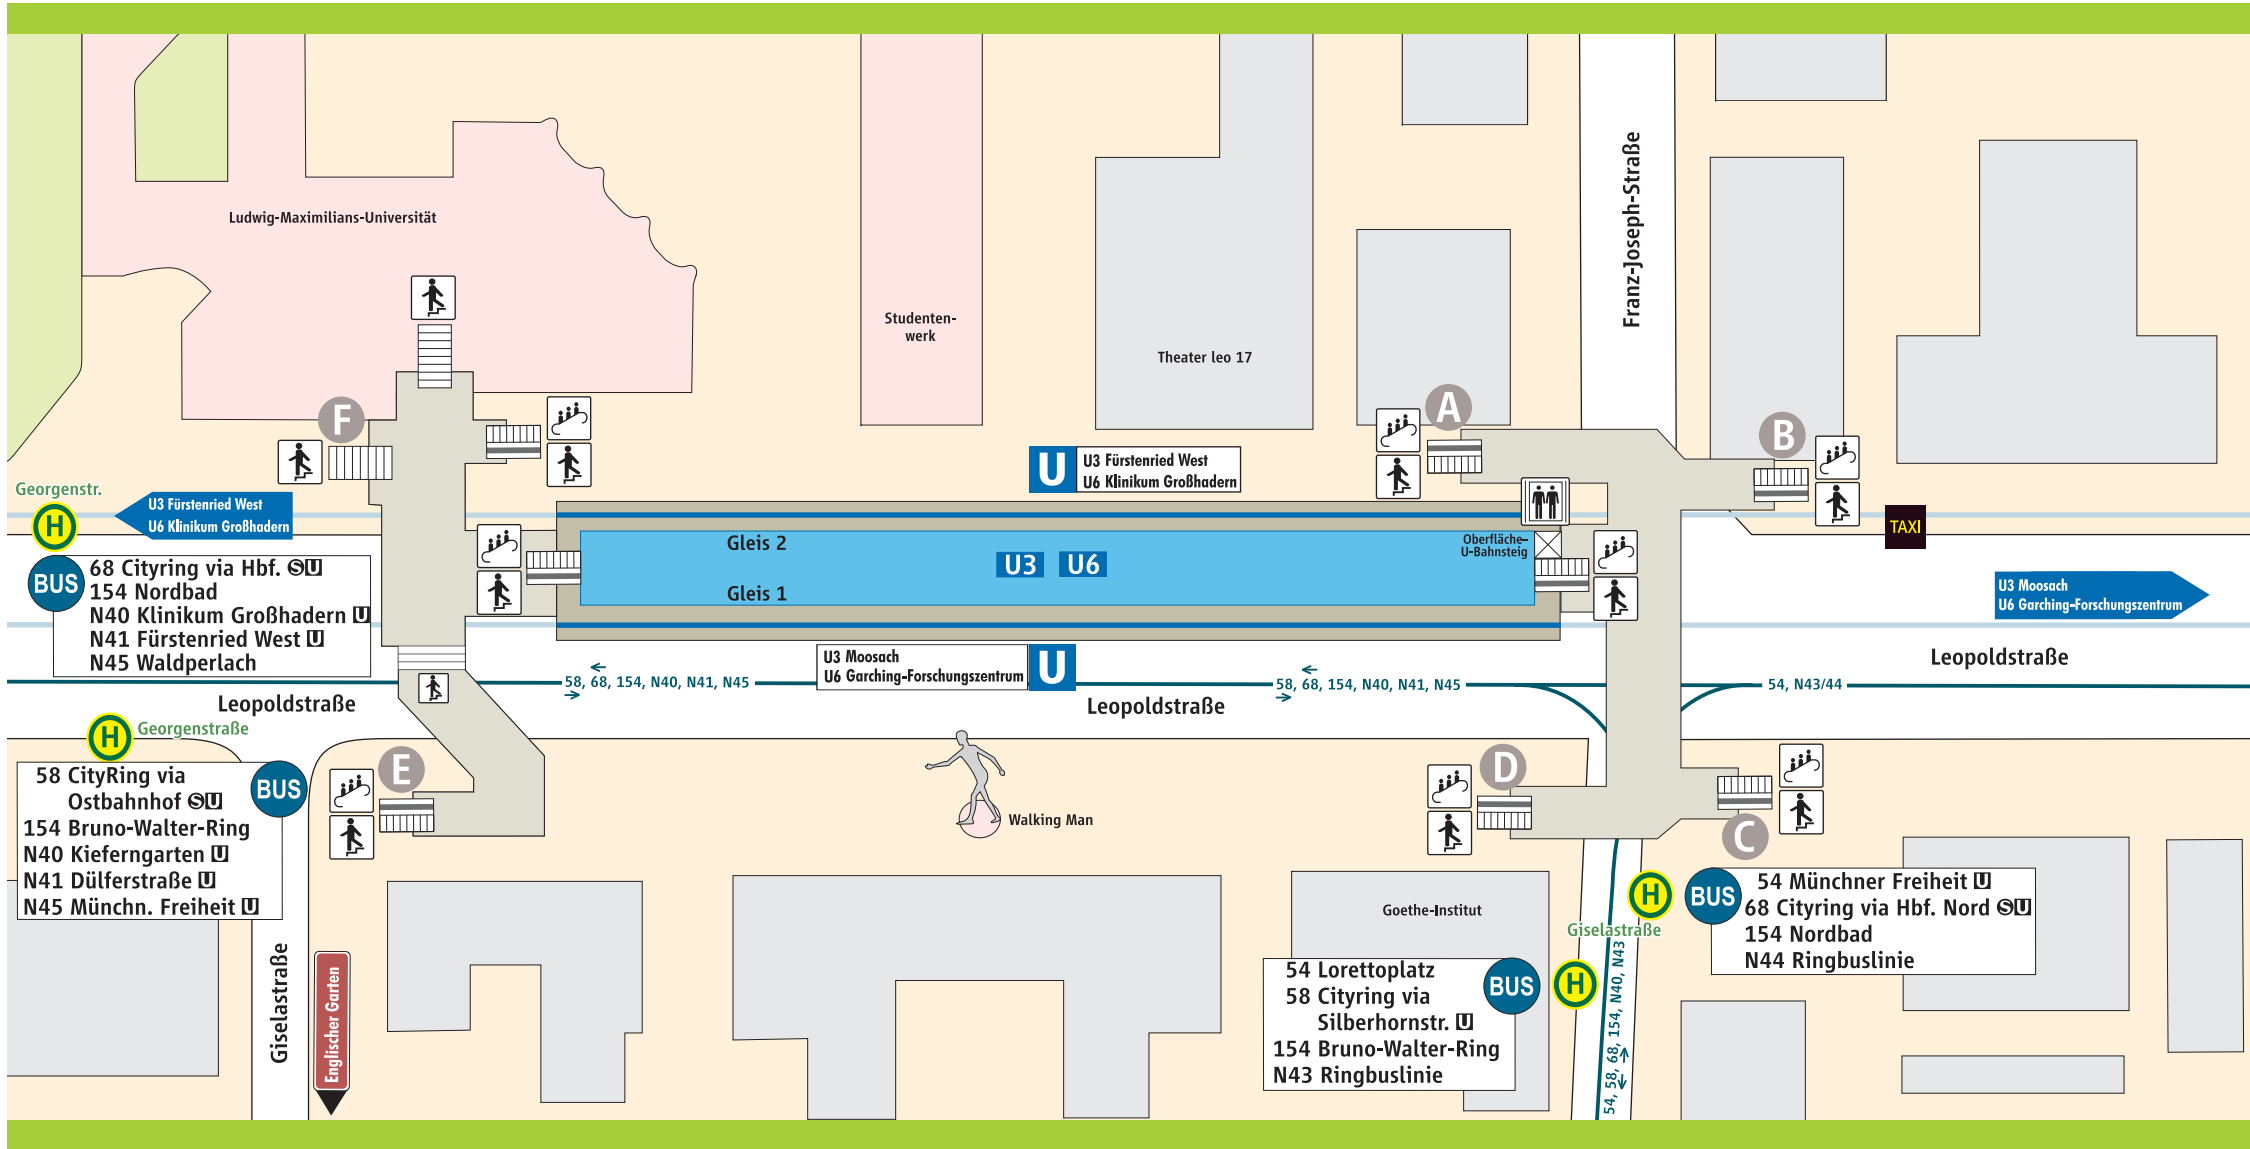 Ludwig-Maximilians-Universität
Studenten-
werk
Theater leo 17
Franz-Joseph-Straße
F
A
B
Georgenstr.
H
U3 Fürstenried West
U6 Klinikum Großhadern
U
U3 Fürstenried West
U6 Klinikum Großhadern
TAXI
BUS
68 Cityring via Hbf. S U
154 Nordbad
N40 Klinikum Großhadern U
N41 Fürstenried West U
N45 Waldperlach
Gleis 2
U3 U6
Gleis 1
Oberfläche–
U-Bahnsteig
U3 Moosach
U6 Garching-Forschungszentrum
U3 Moosach
U6 Garching-Forschungszentrum
U
58, 68, 154, N40, N41, N45
58, 68, 154, N40, N41, N45
54, N43/44
Leopoldstraße
Leopoldstraße
Leopoldstraße
H
Georgenstraße
58 CityRing via
Ostbahnhof S U
154 Bruno-Walter-Ring
N40 Kieferngarten U
N41 Dülferstraße U
N45 Münchn. Freiheit U
BUS
E
Walking Man
D
C
Giselastraße
Englischer Garten
Goethe-Institut
H
Giselastraße
BUS
54 Münchner Freiheit U
68 Cityring via Hbf. Nord S U
154 Nordbad
N44 Ringbuslinie
54 Lorettoplatz
58 Cityring via
Silberhornstr. U
154 Bruno-Walter-Ring
N43 Ringbuslinie
BUS
H
54, 58, 68, 154, N40, N43